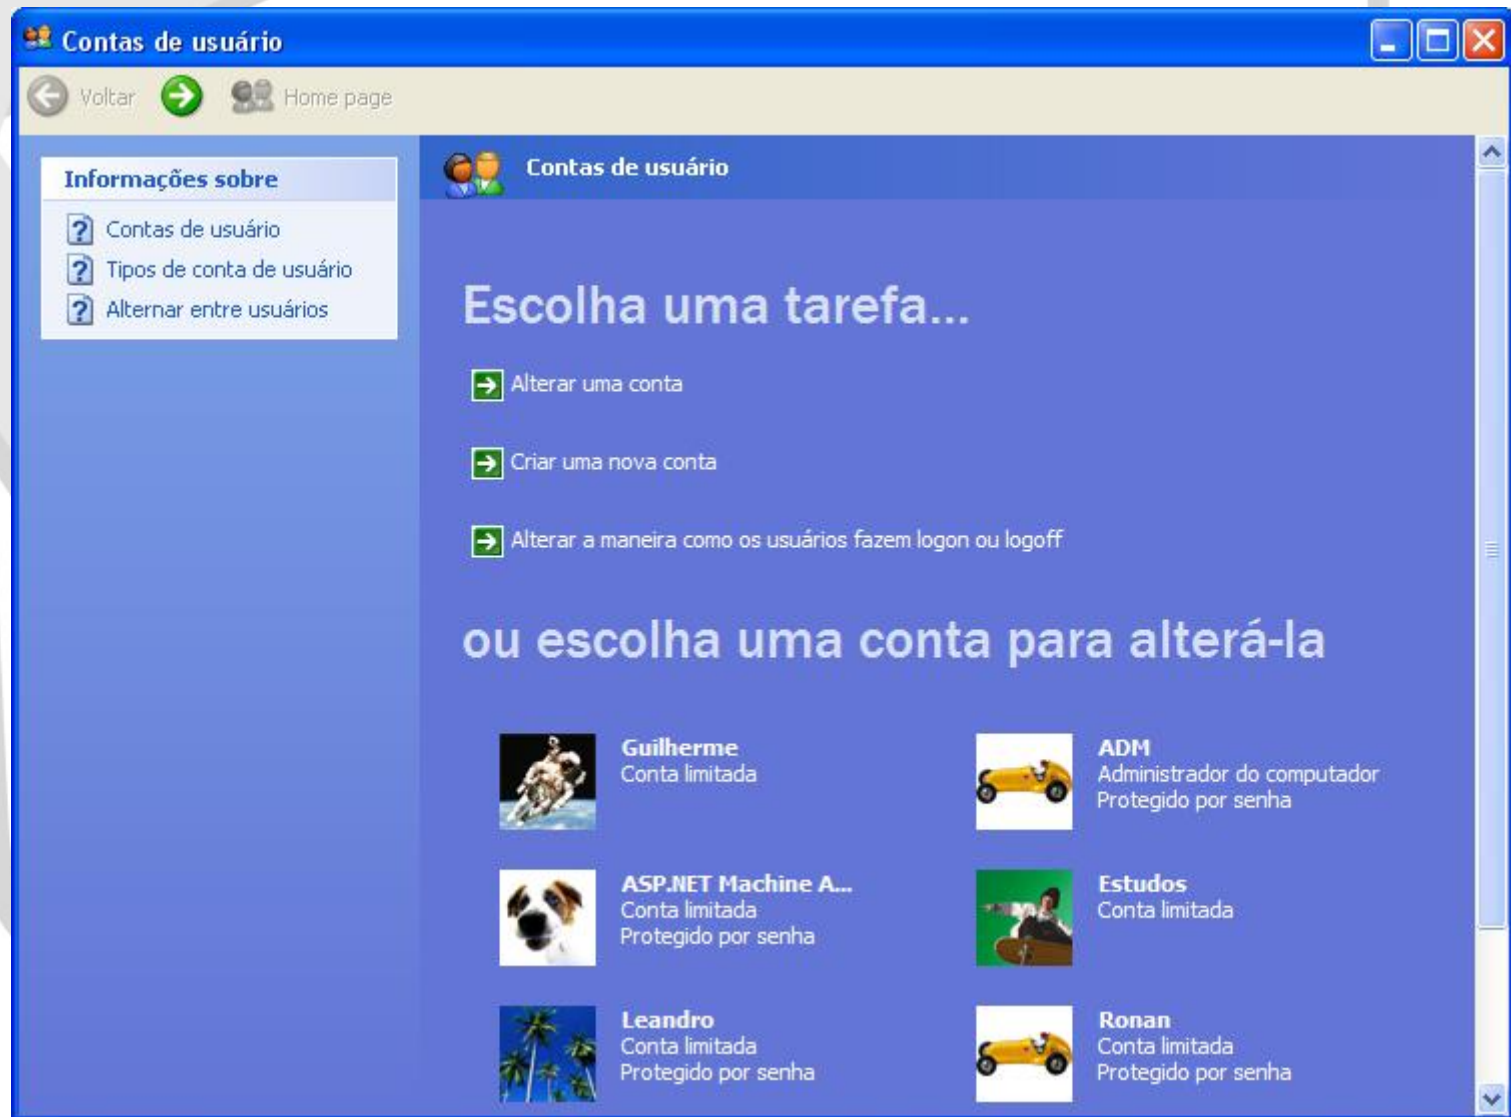 Contas de usuário
Voltar
Home page
Informações sobre
Contas de usuário
Tipos de conta de usuário
Alternar entre usuários
Contas de usuário
Escolha uma tarefa...
Alterar uma conta
Criar uma nova conta
Alterar a maneira como os usuários fazem logon ou logoff
ou escolha uma conta para alterá-la
Guilherme
Conta limitada
ADM
Administrador do computador
Protegido por senha
ASP.NET Machine A...
Conta limitada
Protegido por senha
Estudos
Conta limitada
Leandro
Conta limitada
Protegido por senha
Ronan
Conta limitada
Protegido por senha